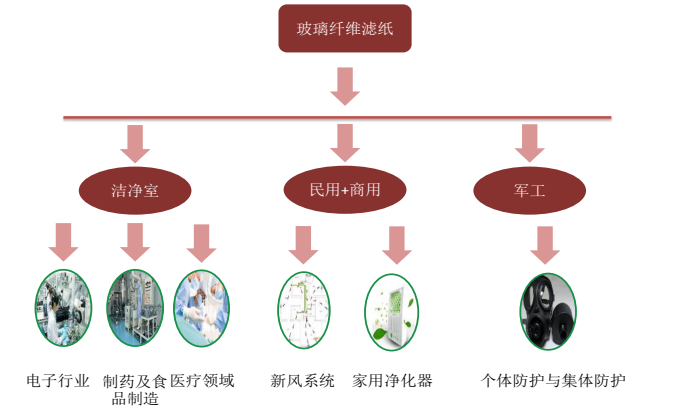 玻璃纤维滤纸
洁净室
民用+商用
军工
电子行业
制药及食
品制造
医疗领域
新风系统
家用净化器
个体防护与集体防护